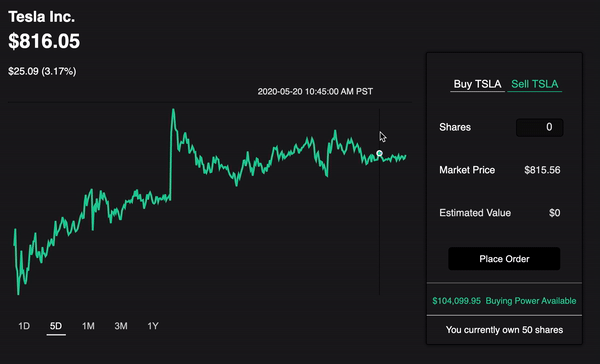 Tesla Inc.
$816.05
$25.09 (3.17%)
2020-05-20 10:45:00 AM PST
1D 5D 1M 3M 1Y
Buy TSLA Sell TSLA
Shares 0
Market Price $815.56
Estimated Value $0
Place Order
$104,099.95 Buying Power Available
You currently own 50 shares